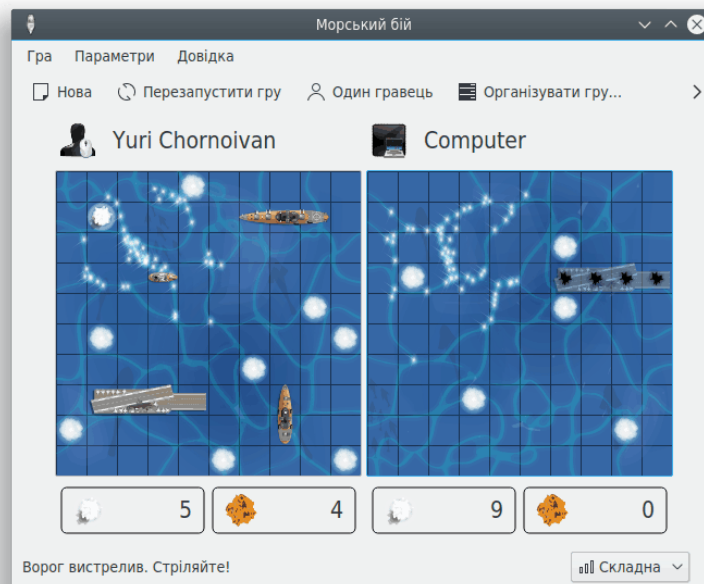 Морський бій
Гра Параметри Довідка
Нова Перезапустити гру Один гравець Організувати гру...
Yuri Chornoivan Computer
5 4 9 0
Ворог вистрелив. Стріляйте! Складна